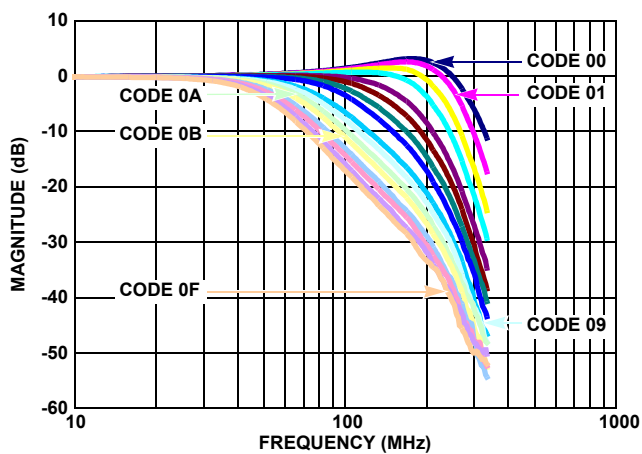 10
0
-10
-20
-30
-40
-50
-60
MAGNITUDE (dB)
CODE 00
CODE 01
CODE 0A
CODE 0B
CODE 0F
CODE 09
10
100
1000
FREQUENCY (MHz)